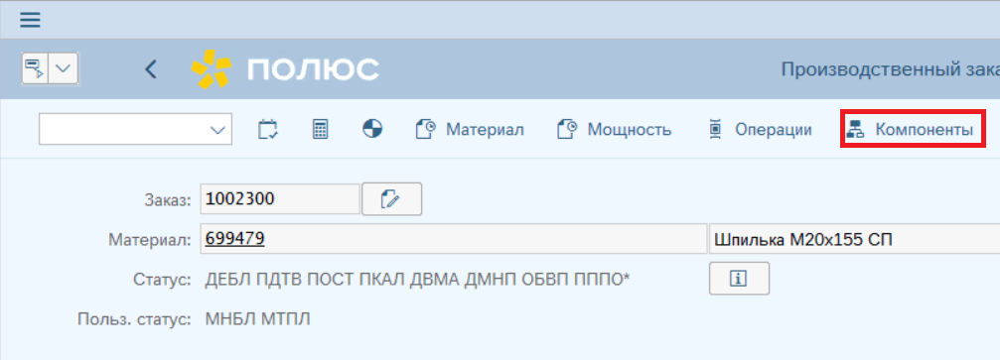 ПОЛЮС
Производственный зака
Материал Мощность Операции Компоненты
Заказ: 1002300
Материал: 699479 Шпилька М20х155 СП
Статус: ДЕБЛ ПДТВ ПОСТ ПКАЛ ДВМА ДМНП ОБВП ПППО*
Польз. статус: МНБЛ МТПЛ